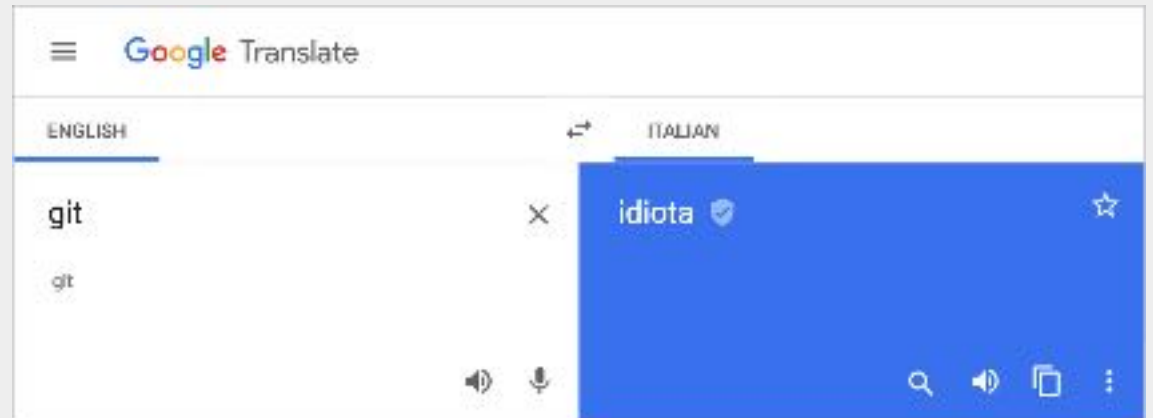 Google Translate
ENGLISH
ITALIAN
git
git
idiota